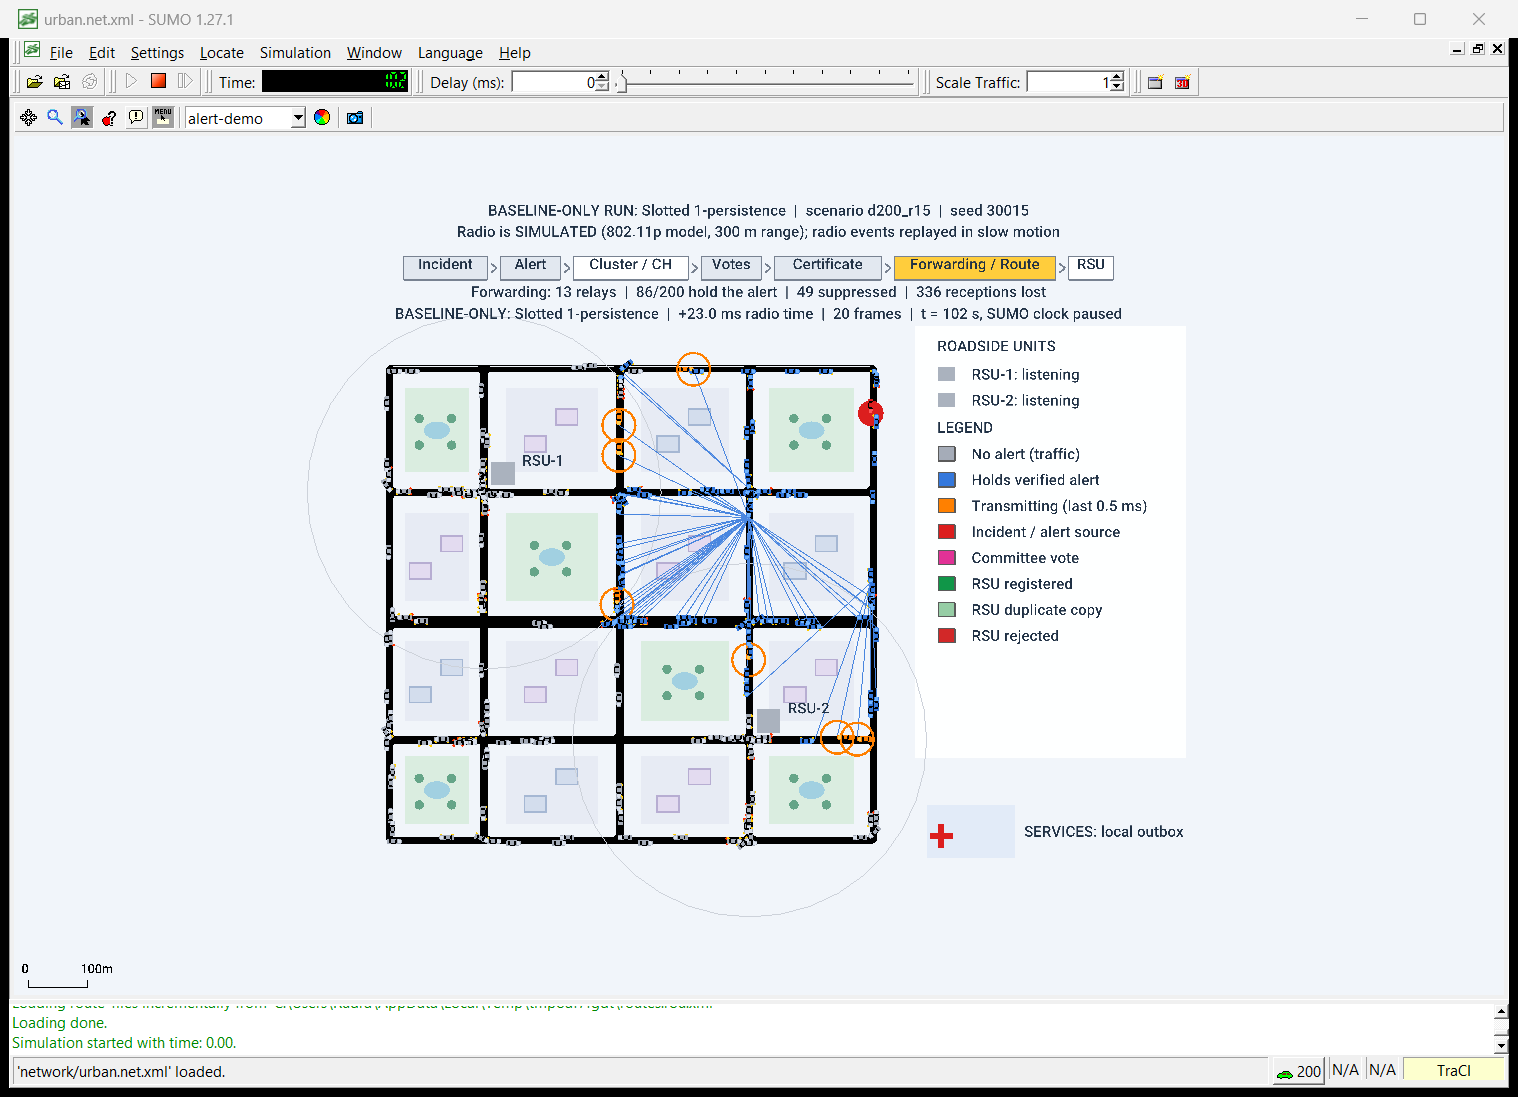 urban.net.xml - SUMO 1.27.1
File Edit Settings Locate Simulation Window Language Help
Time: 102 Delay (ms): 0 Scale Traffic: 1
MENU alert-demo
BASELINE-ONLY RUN: Slotted 1-persistence | scenario d200_r15 | seed 30015
Radio is SIMULATED (802.11p model, 300 m range); radio events replayed in slow motion
Incident > Alert > Cluster / CH > Votes > Certificate > Forwarding / Route > RSU
Forwarding: 13 relays | 86/200 hold the alert | 49 suppressed | 336 receptions lost
BASELINE-ONLY: Slotted 1-persistence | +23.0 ms radio time | 20 frames | t = 102 s, SUMO clock paused
ROADSIDE UNITS
RSU-1: listening
RSU-2: listening
LEGEND
No alert (traffic)
Holds verified alert
Transmitting (last 0.5 ms)
Incident / alert source
Committee vote
RSU registered
RSU duplicate copy
RSU rejected
RSU-1
RSU-2
SERVICES: local outbox
0 100m
Loading done.
Simulation started with time: 0.00.
'network/urban.net.xml' loaded.
200 N/A N/A TraCI